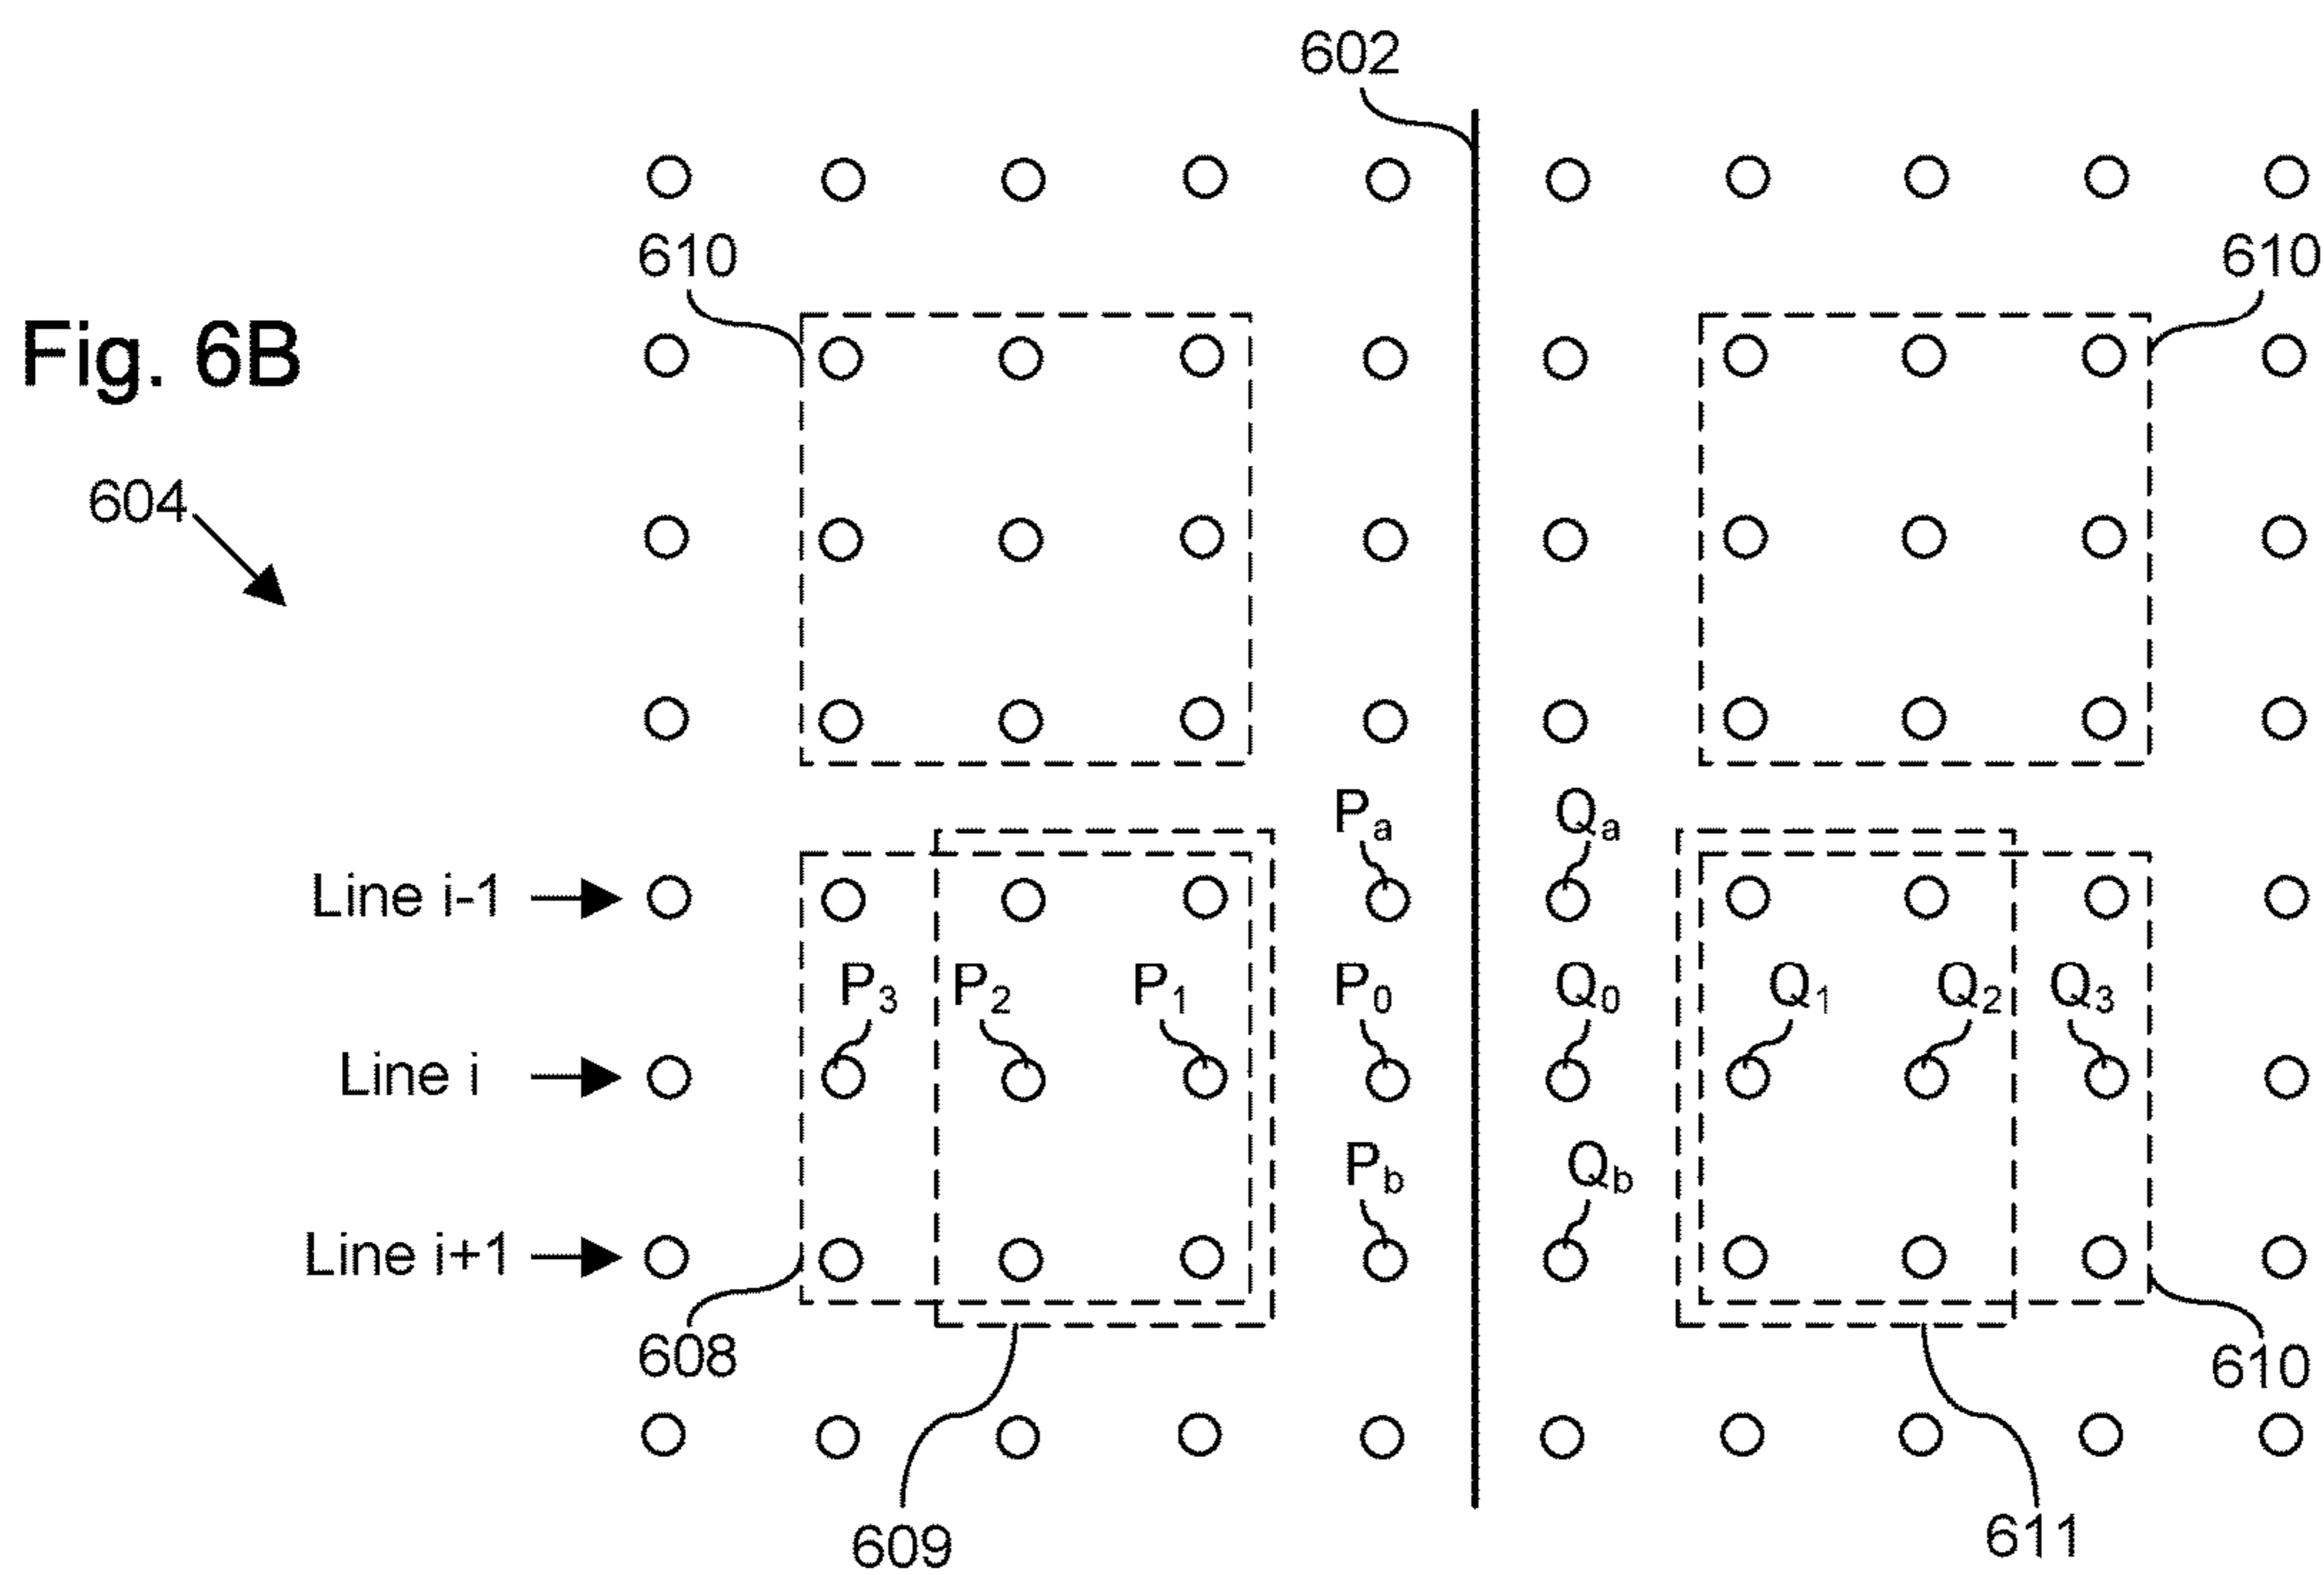 602
610 610
Fig. 6B
604
Pa Qa
Line i-1
P3 P2 P1 P0 Q0 Q1 Q2 Q3
Line i
Pb Qb
Line i+1
608 610
609 611